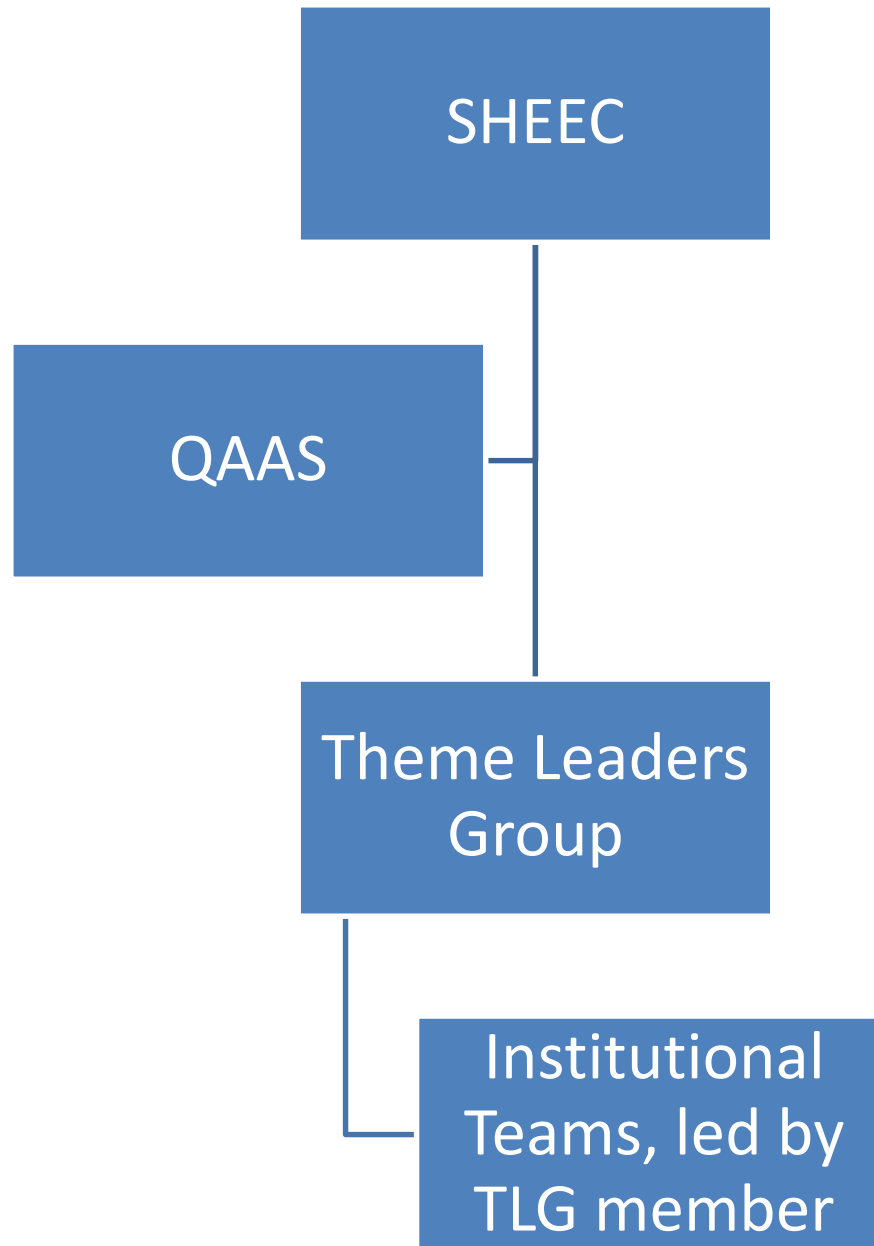 SHEEC
QAAS
Theme Leaders
Group
Institutional
Teams, led by
TLG member